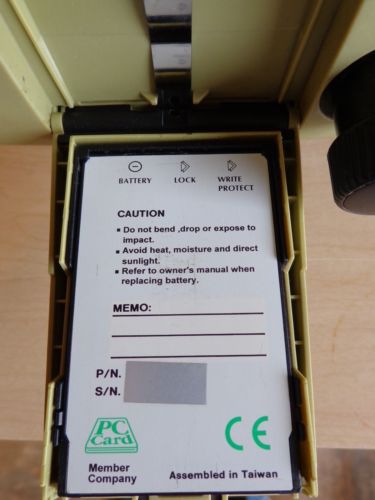 BATTERY LOCK WRITE
PROTECT
CAUTION
▪ Do not bend ,drop or expose to
impact.
▪ Avoid heat, moisture and direct
sunlight.
▪ Refer to owner's manual when
replacing battery.
MEMO:
P/N.
S/N.
PC
Card
CE
Member
Company
Assembled in Taiwan